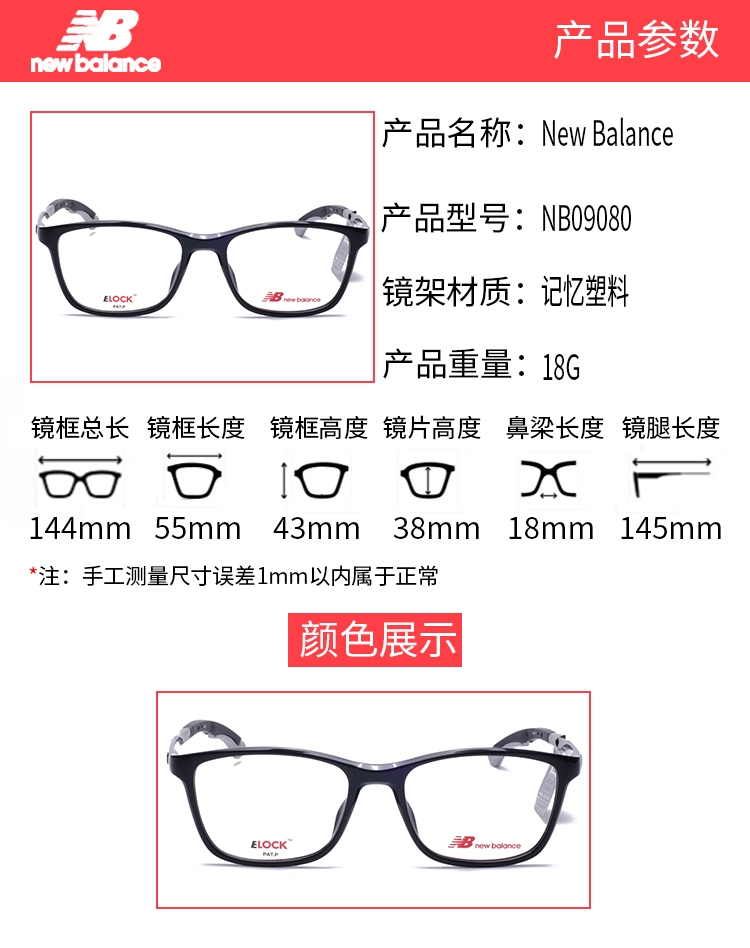 NB
new balance
产品参数
产品名称：New Balance
产品型号：NB09080
镜架材质：记忆塑料
产品重量：18G
ELOCK™
PAT.P
NB new balance
镜框总长 镜框长度 镜框高度 镜片高度 鼻梁长度 镜腿长度
144mm 55mm 43mm 38mm 18mm 145mm
*注：手工测量尺寸误差1mm以内属于正常
颜色展示
ELOCK™
PAT.P
NB new balance